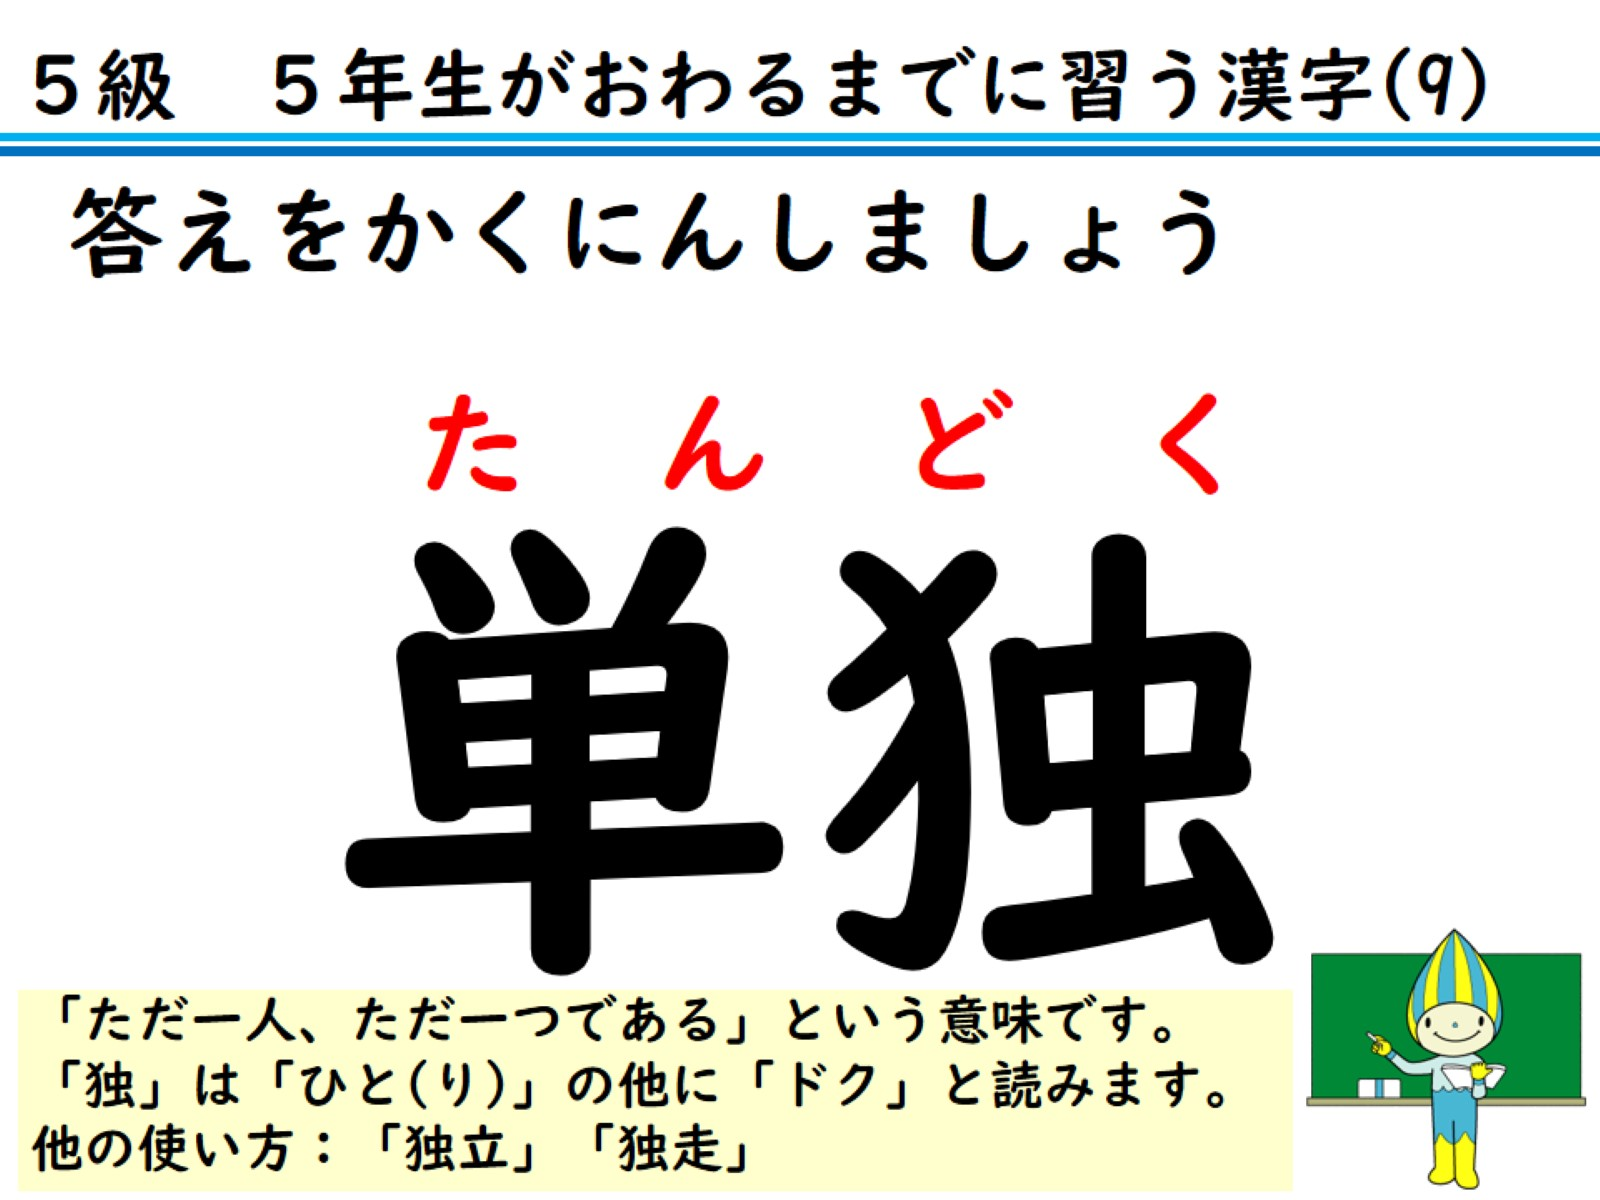 ５級　５年生がおわるまでに習う漢字(9)
答えをかくにんしましょう
たんどく
単独
「ただ一人、ただ一つである」という意味です。
「独」は「ひと(り)」の他に「ドク」と読みます。
他の使い方：「独立」「独走」